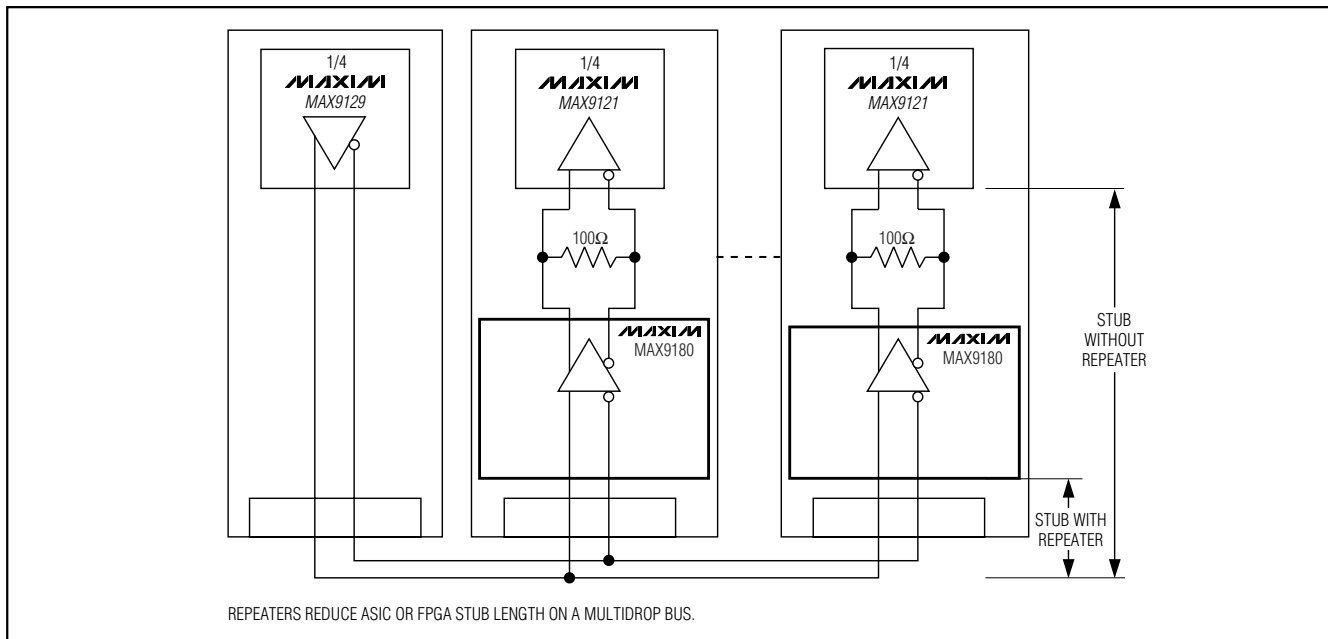 1/4
MAXIM
MAX9129
1/4
MAXIM
MAX9121
1/4
MAXIM
MAX9121
100Ω
100Ω
MAXIM
MAX9180
MAXIM
MAX9180
STUB
WITHOUT
REPEATER
STUB WITH
REPEATER
REPEATERS REDUCE ASIC OR FPGA STUB LENGTH ON A MULTIDROP BUS.